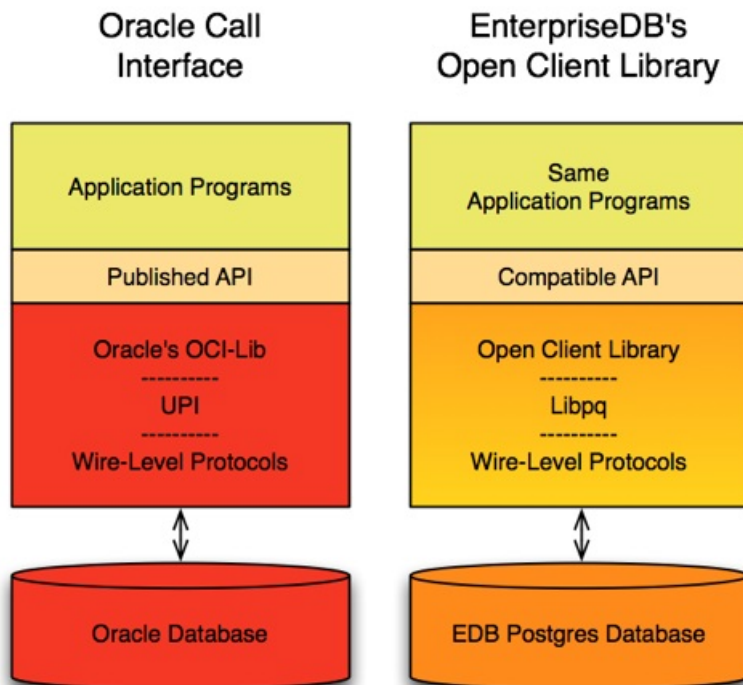 Oracle Call
Interface
Application Programs
Published API
Oracle's OCI-Lib
----------
UPI
----------
Wire-Level Protocols
Oracle Database
EnterpriseDB's
Open Client Library
Same
Application Programs
Compatible API
Open Client Library
----------
Libpq
----------
Wire-Level Protocols
EDB Postgres Database